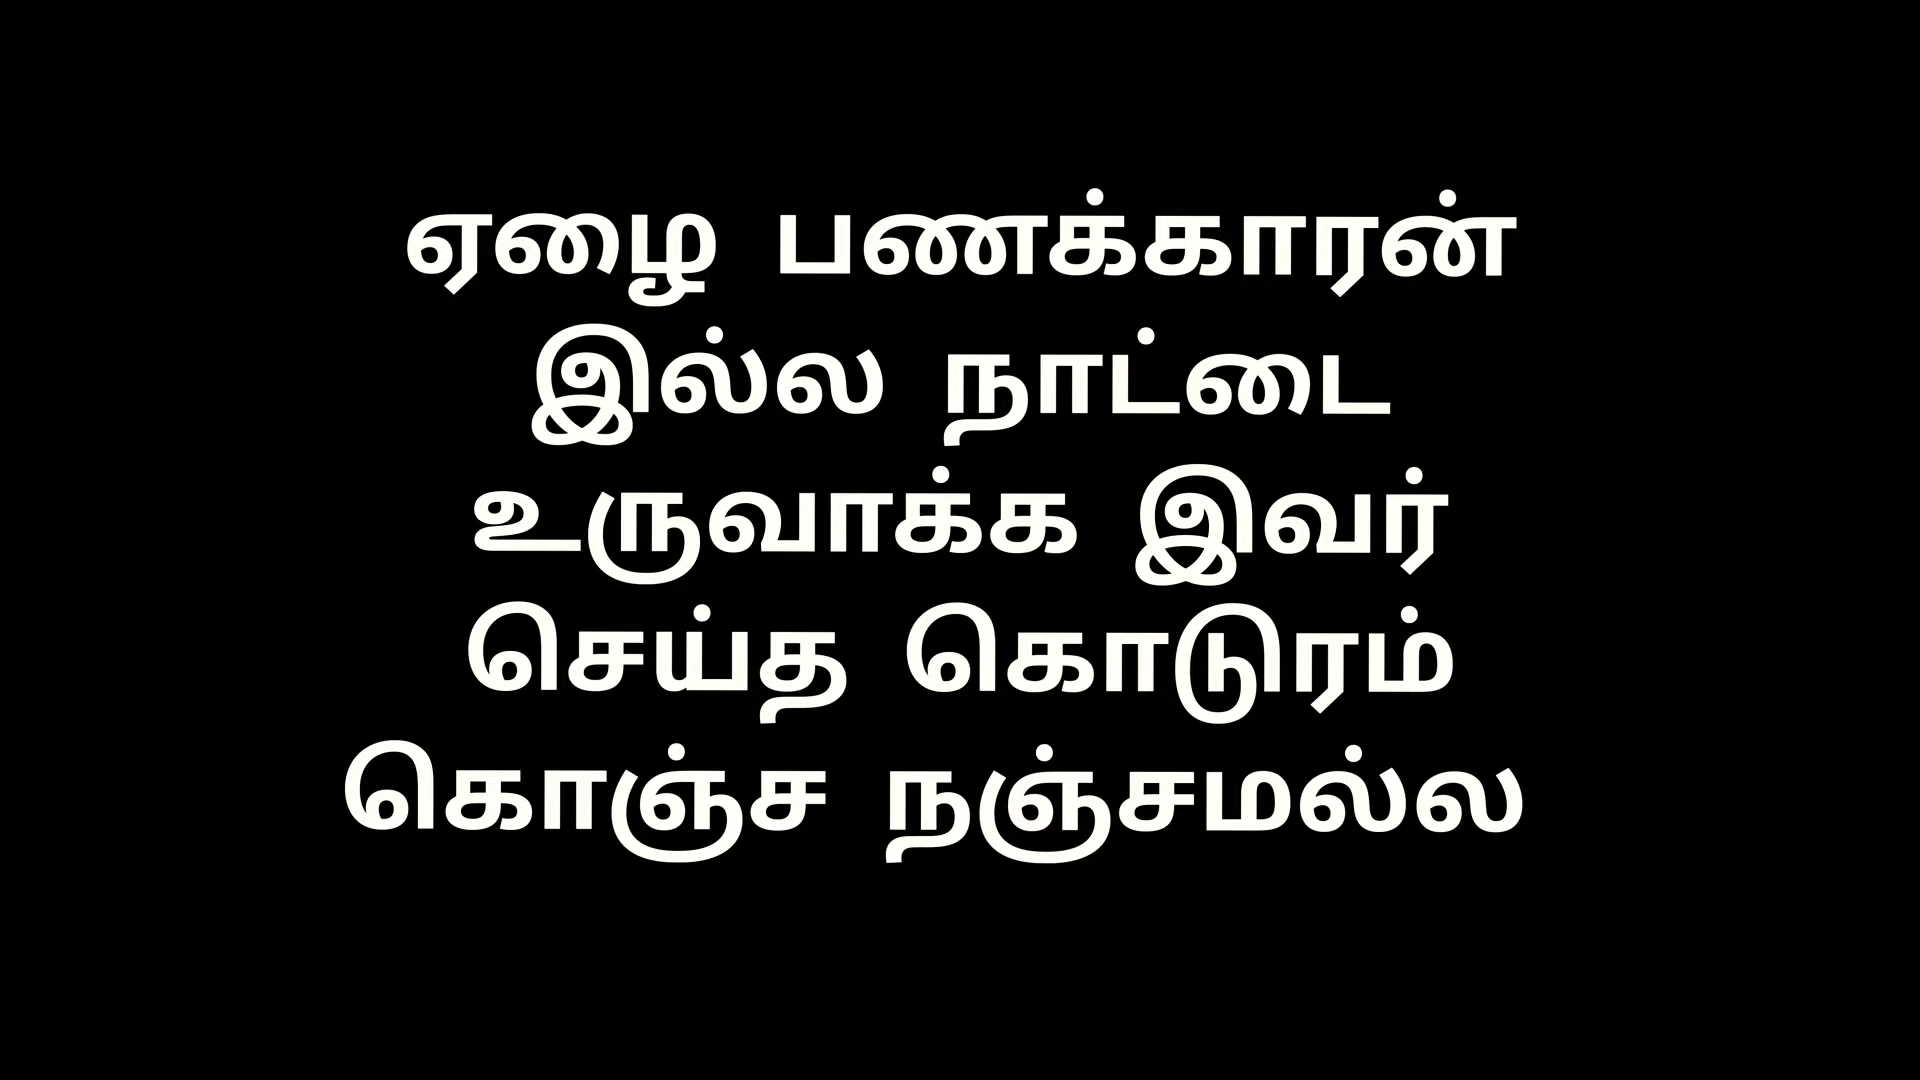 ஏழை பணக்காரன்
இல்ல நாட்டை
உருவாக்க இவர்
செய்த கொடுரம்
கொஞ்ச நஞ்சமல்ல